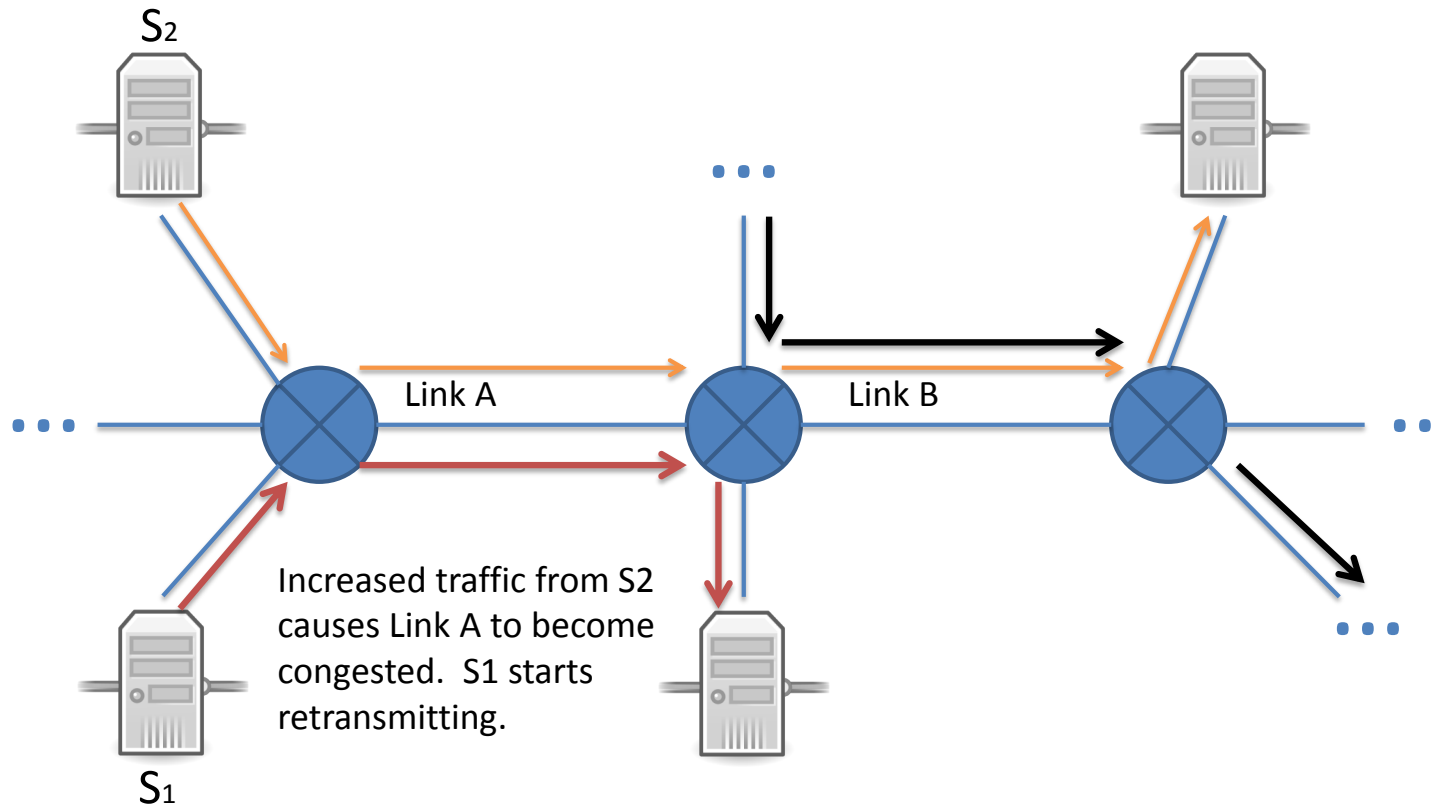 S2
Link A
Link B
Increased traffic from S2
causes Link A to become
congested.  S1 starts
retransmitting.
S1